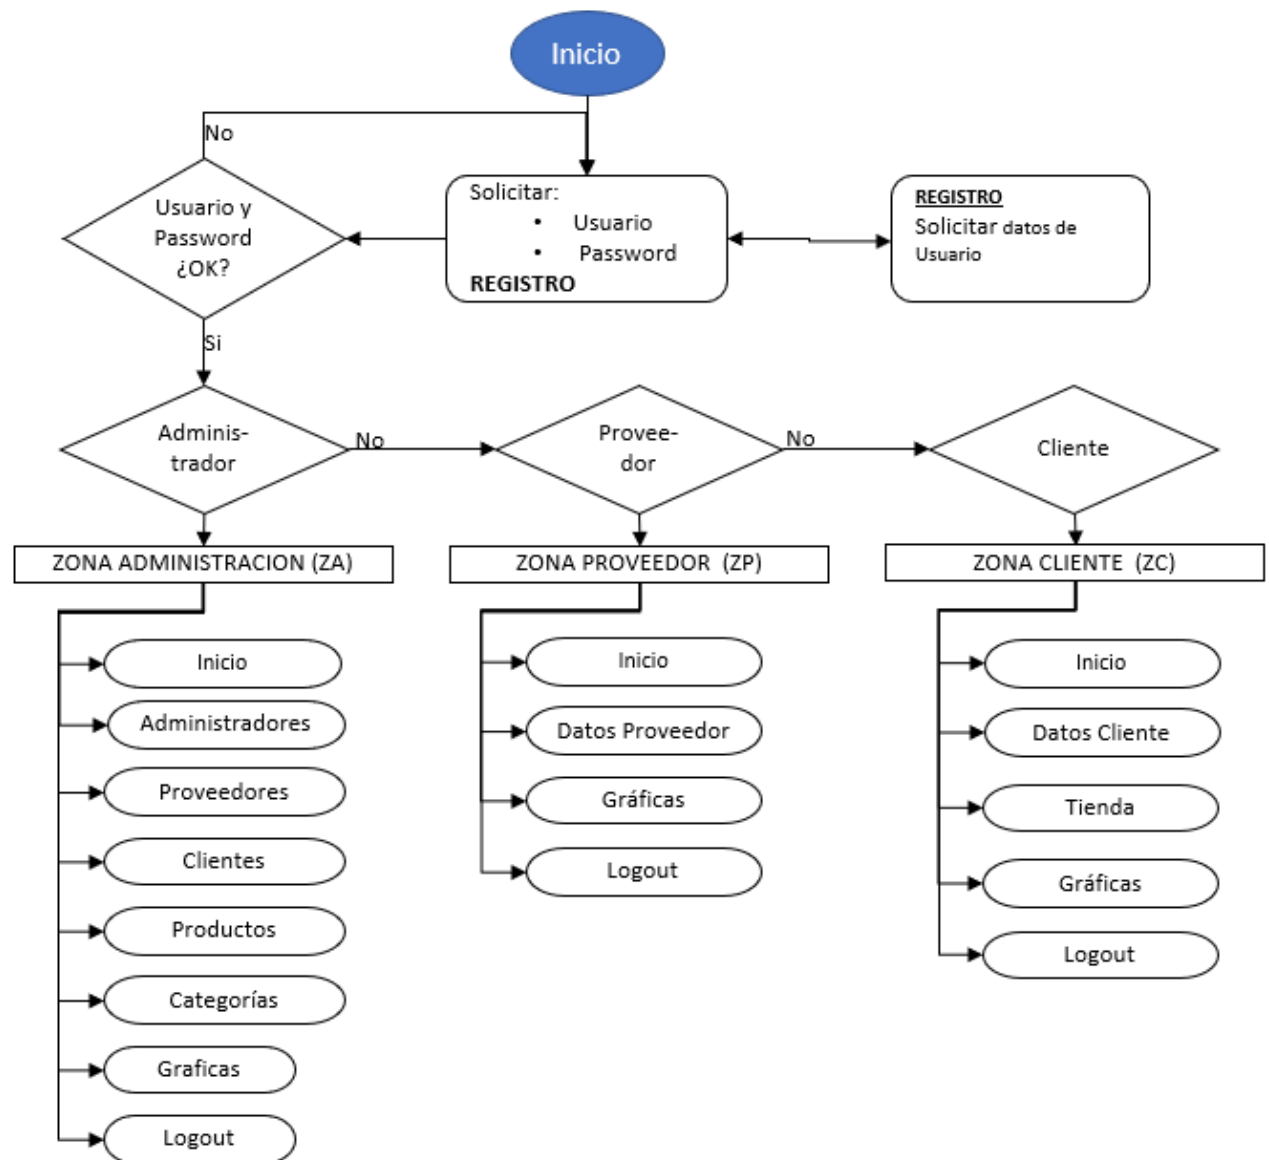 Inicio
No
Usuario y
Password
¿OK?
Solicitar:
• Usuario
• Password
REGISTRO
REGISTRO
Solicitar datos de
Usuario
Si
Adminis-
trador
No
Provee-
dor
No
Cliente
ZONA ADMINISTRACION (ZA)
Inicio
Administradores
Proveedores
Clientes
Productos
Categorías
Graficas
Logout
ZONA PROVEEDOR (ZP)
Inicio
Datos Proveedor
Gráficas
Logout
ZONA CLIENTE (ZC)
Inicio
Datos Cliente
Tienda
Gráficas
Logout